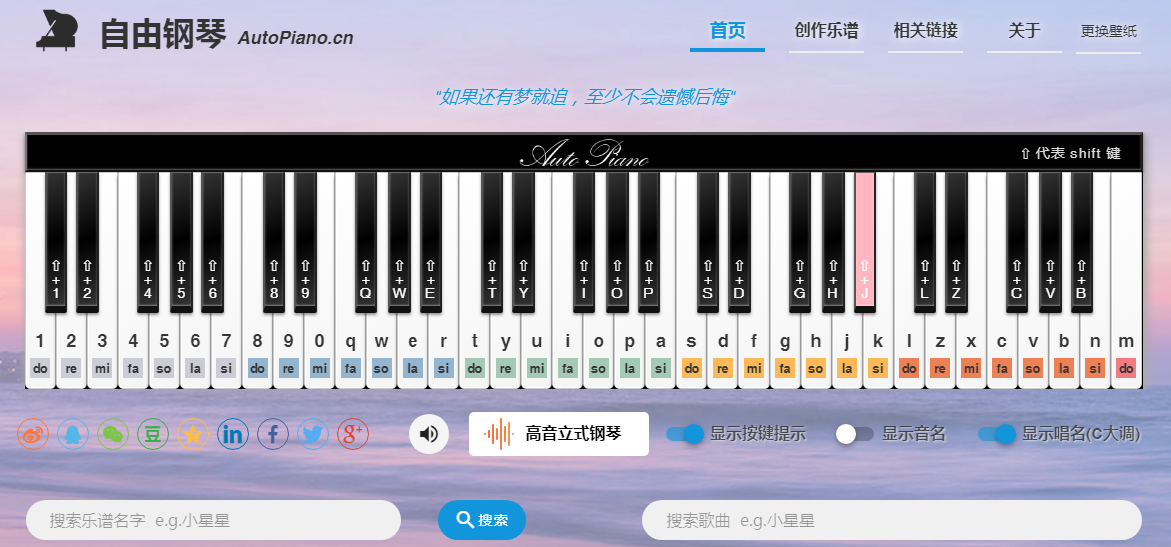 自由钢琴 AutoPiano.cn
首页 创作乐谱 相关链接 关于 更换壁纸
"如果还有梦就追，至少不会遗憾后悔"
Auto Piano
⇧ 代表 shift 键
⇧+1 ⇧+2 ⇧+4 ⇧+5 ⇧+6 ⇧+8 ⇧+9 ⇧+Q ⇧+W ⇧+E ⇧+T ⇧+Y ⇧+I ⇧+O ⇧+P ⇧+S ⇧+D ⇧+G ⇧+H ⇧+J ⇧+L ⇧+Z ⇧+C ⇧+V ⇧+B
1 2 3 4 5 6 7 8 9 0 q w e r t y u i o p a s d f g h j k l z x c v b n m
do re mi fa so la si do re mi fa so la si do re mi fa so la si do re mi fa so la si do re mi fa so la si do
豆 in f g+ 高音立式钢琴 显示按键提示 显示音名 显示唱名(C大调)
搜索乐谱名字 e.g.小星星 搜索 搜索歌曲 e.g.小星星